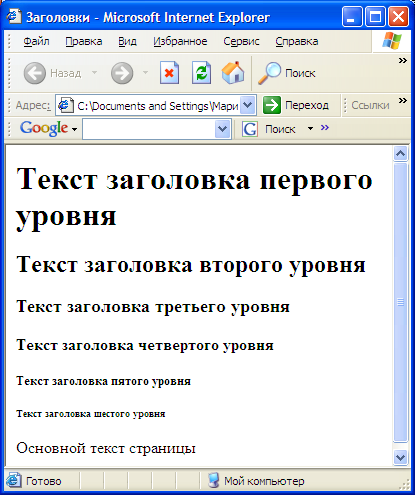 Заголовки - Microsoft Internet Explorer
Файл Правка Вид Избранное Сервис Справка
Назад Поиск
Адрес: C:\Documents and Settings\Мари Переход Ссылки
Google Поиск
Текст заголовка первого
уровня
Текст заголовка второго уровня
Текст заголовка третьего уровня
Текст заголовка четвертого уровня
Текст заголовка пятого уровня
Текст заголовка шестого уровня
Основной текст страницы
Готово Мой компьютер